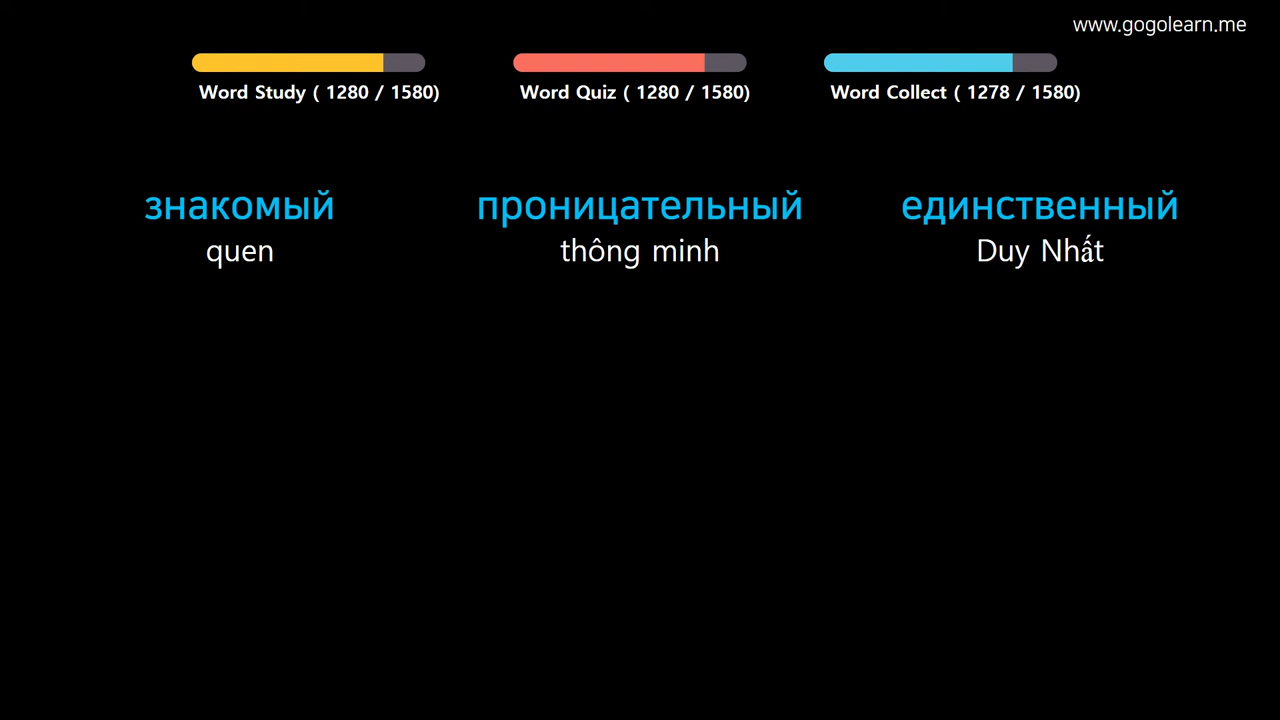 www.gogolearn.me
Word Study ( 1280 / 1580)
Word Quiz ( 1280 / 1580)
Word Collect ( 1278 / 1580)
знакомый
quen
проницательный
thông minh
единственный
Duy Nhất